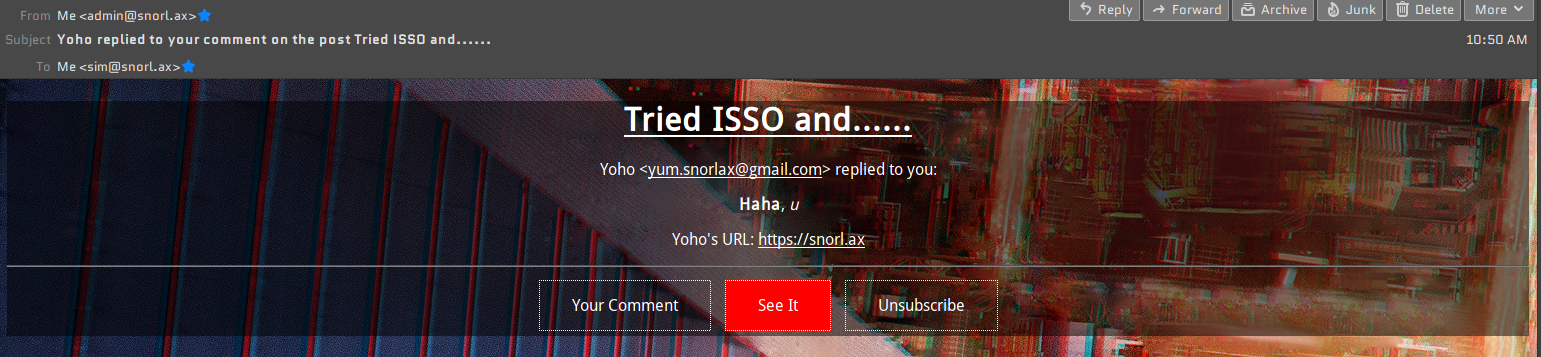 From Me <admin@snorl.ax>
Reply Forward Archive Junk Delete More
Subject Yoho replied to your comment on the post Tried ISSO and......
10:50 AM
To Me <sim@snorl.ax>
Tried ISSO and......
Yoho <yum.snorlax@gmail.com> replied to you:
Haha, u
Yoho's URL: https://snorl.ax
Your Comment See It Unsubscribe